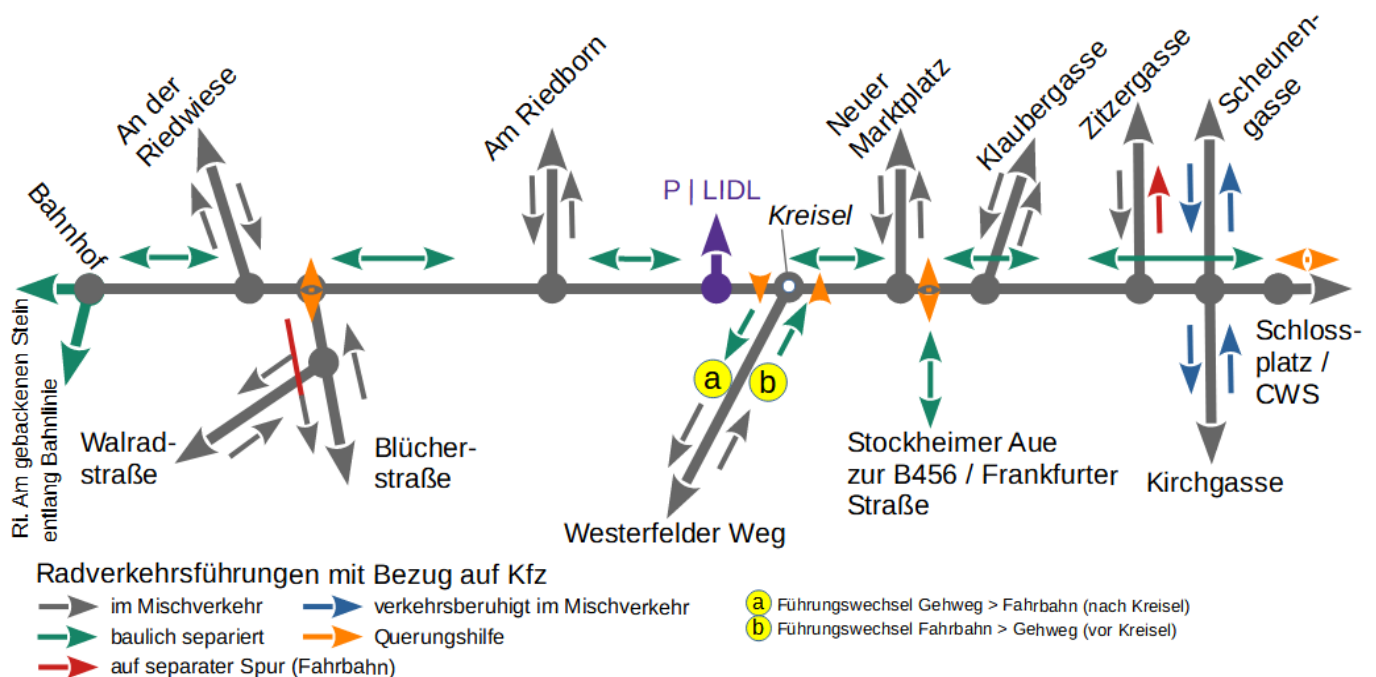 An der
Riedwiese
Am Riedborn
Neuer
Marktplatz
Klaubergasse
Zitzergasse
Scheunen-
gasse
Bahnhof
P | LIDL
Kreisel
Ri. Am gebackenen Stein
entlang Bahnlinie
a
b
Schloss-
platz /
CWS
Walrad-
straße
Blücher-
straße
Stockheimer Aue
zur B456 / Frankfurter
Straße
Kirchgasse
Westerfelder Weg
Radverkehrsführungen mit Bezug auf Kfz
im Mischverkehr
verkehrsberuhigt im Mischverkehr
baulich separiert
Querungshilfe
auf separater Spur (Fahrbahn)
a Führungswechsel Gehweg > Fahrbahn (nach Kreisel)
b Führungswechsel Fahrbahn > Gehweg (vor Kreisel)